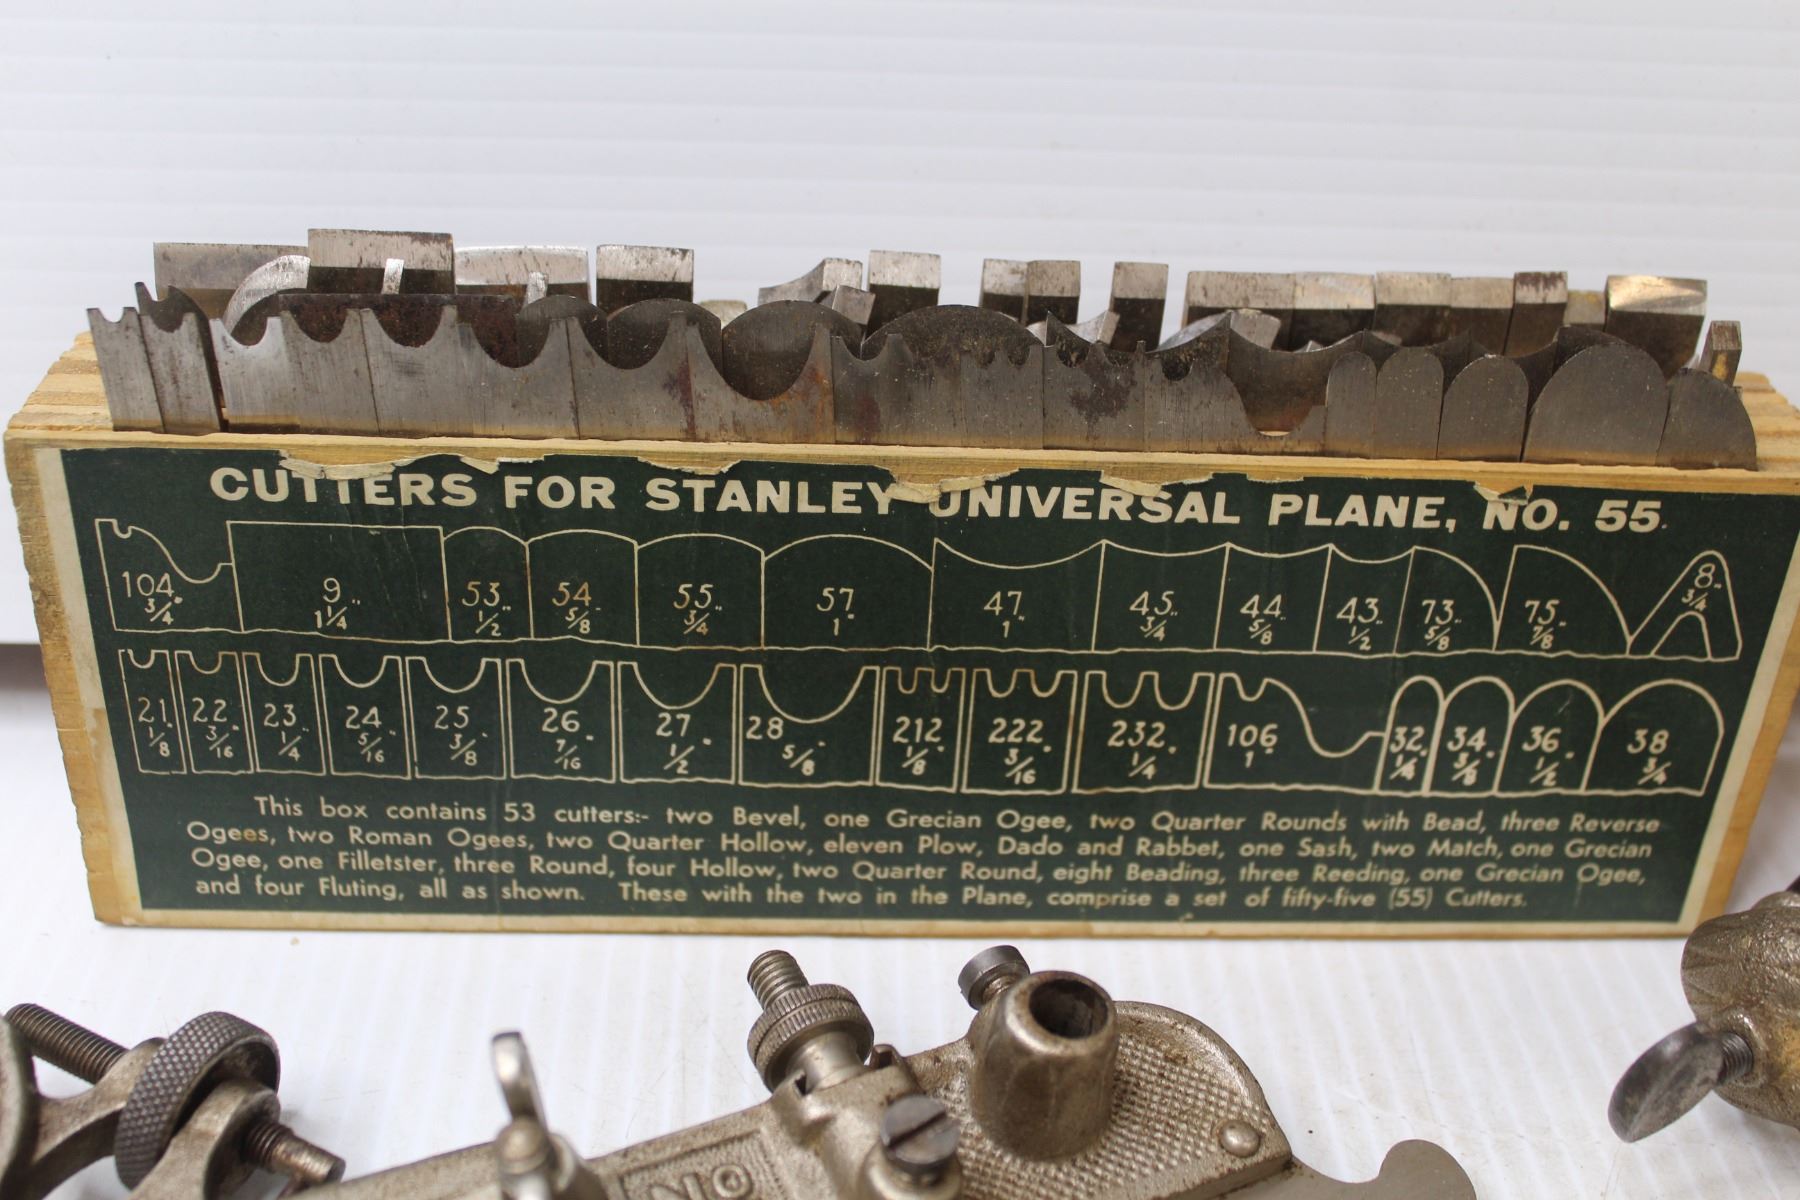 CUTTERS FOR STANLEY UNIVERSAL PLANE, NO. 55.
104 9 53 54 55 57 47 45 44 43 73 75 8
3/4" 1 1/4" 1/2" 5/8" 3/4" 1" 1" 3/4" 5/8" 1/2" 5/8" 7/8" 3/4"
21 22 23 24 25 26 27 28 212 222 232 106 32 34 36 38
1/8" 3/16" 1/4" 5/16" 3/8" 7/16" 1/2" 5/8" 1/8" 3/16" 1/4" 1" 1/4" 3/8" 1/2" 3/4"
This box contains 53 cutters:- two Bevel, one Grecian Ogee, two Quarter Rounds with Bead, three Reverse
Ogees, two Roman Ogees, two Quarter Hollow, eleven Plow, Dado and Rabbet, one Sash, two Match, one Grecian
Ogee, one Filletster, three Round, four Hollow, two Quarter Round, eight Beading, three Reeding, one Grecian Ogee,
and four Fluting, all as shown. These with the two in the Plane, comprise a set of fifty-five (55) Cutters.
No